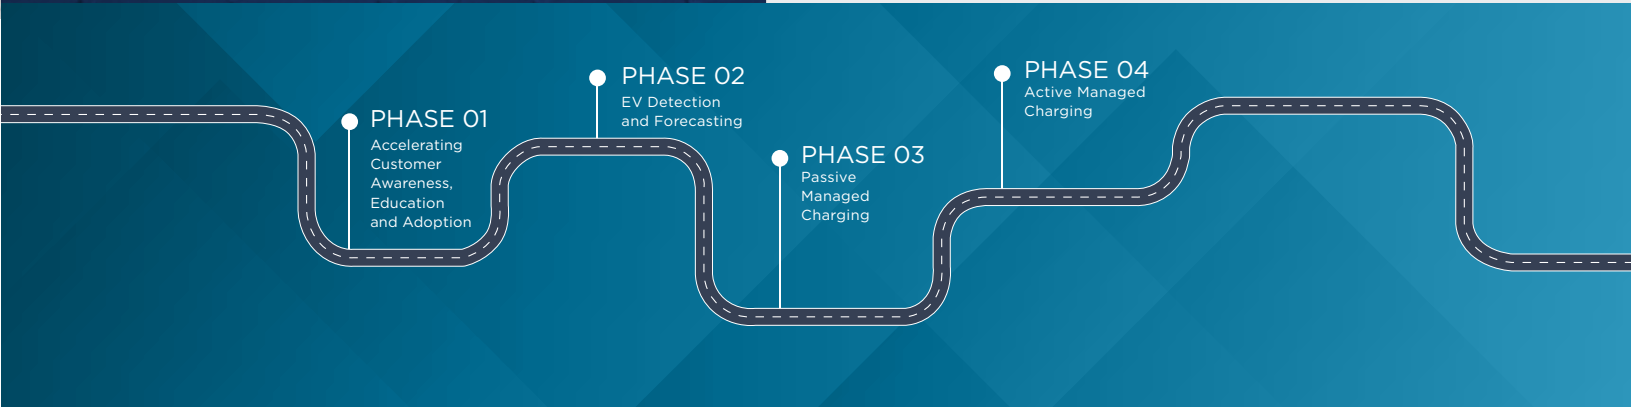 PHASE 01
Accelerating
Customer
Awareness,
Education
and Adoption
PHASE 02
EV Detection
and Forecasting
PHASE 03
Passive
Managed
Charging
PHASE 04
Active Managed
Charging